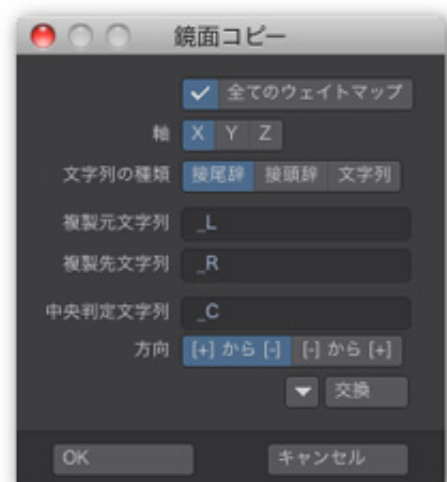 鏡面コピー
全てのウェイトマップ
軸 X Y Z
文字列の種類 接尾辞 接頭辞 文字列
複製元文字列 _L
複製先文字列 _R
中央判定文字列 _C
方向 [+] から [-] [-] から [+]
交換
OK キャンセル